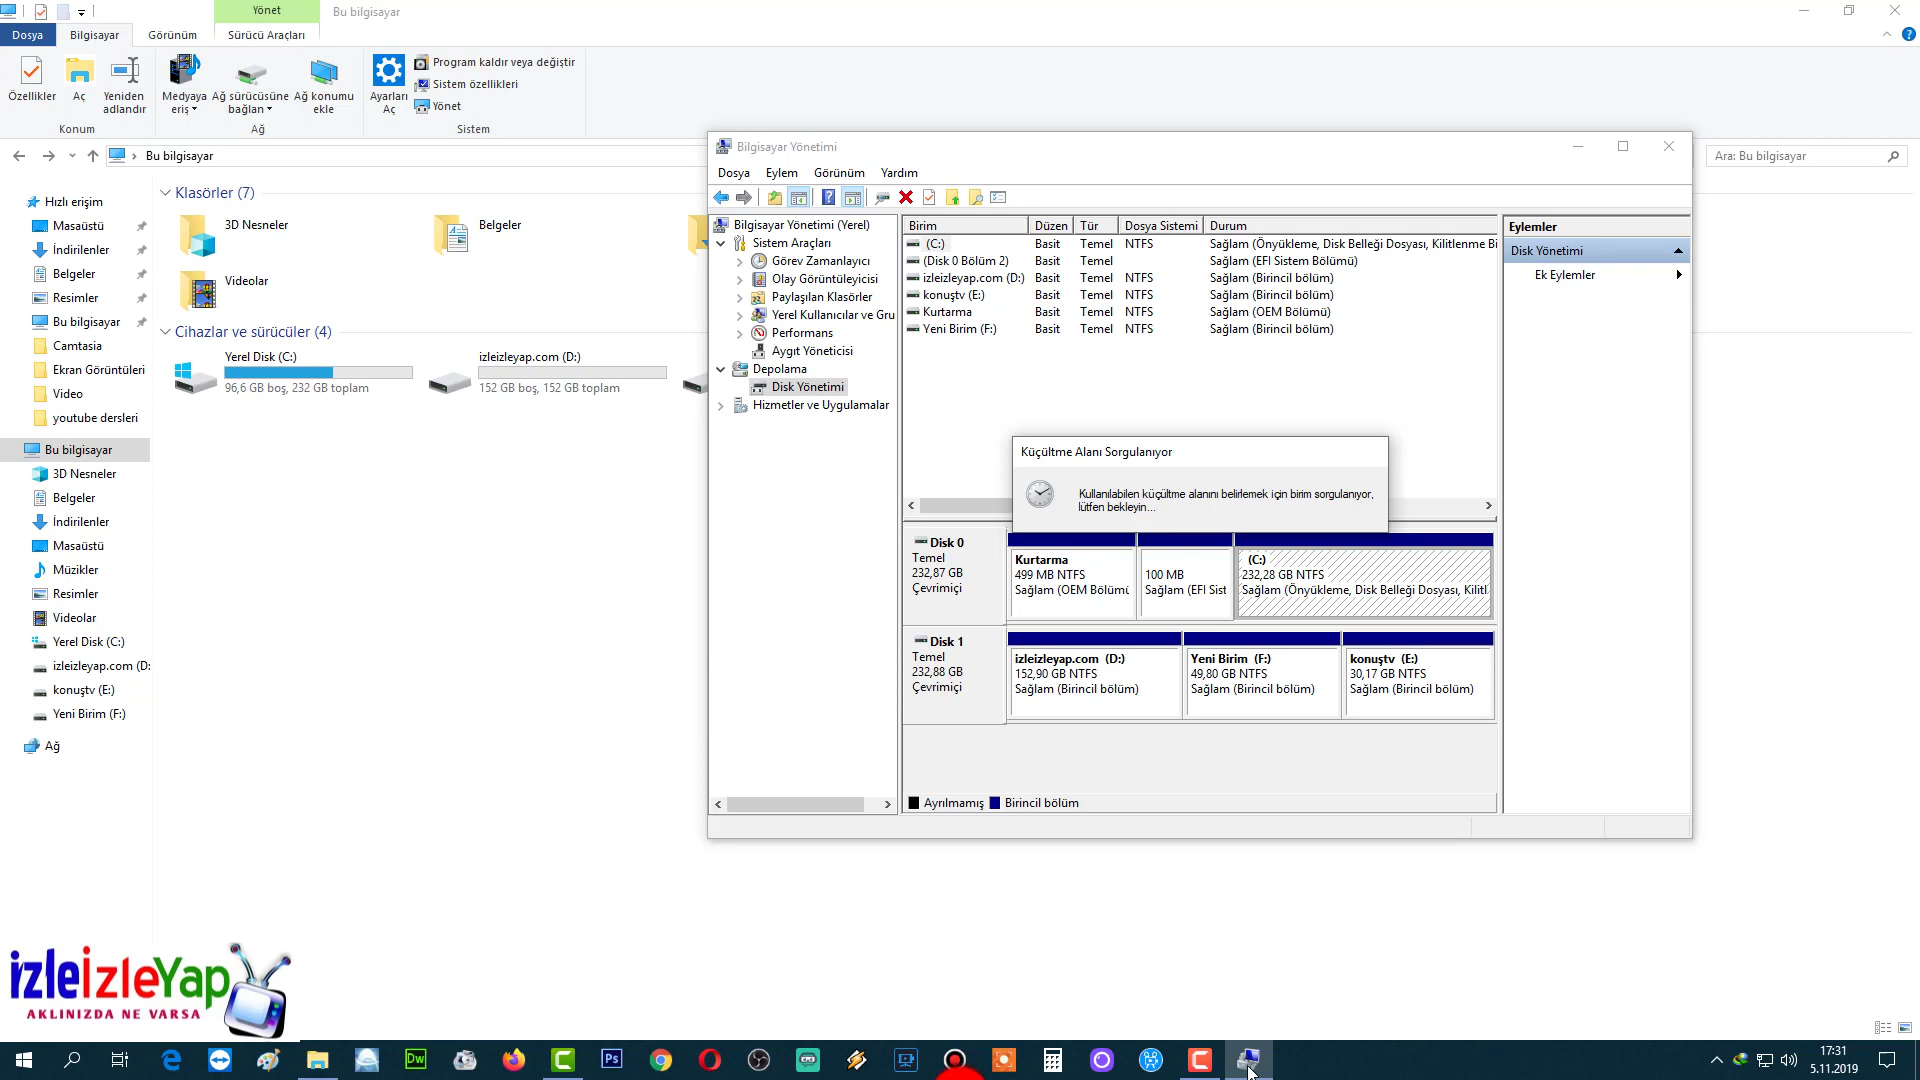 Yönet
Bu bilgisayar
Dosya
Bilgisayar
Görünüm
Sürücü Araçları
Özellikler
Aç
Yeniden adlandır
Konum
Medyaya eriş
Ağ sürücüsüne bağlan
Ağ konumu ekle
Ağ
Ayarları Aç
Program kaldır veya değiştir
Sistem özellikleri
Yönet
Sistem
Bu bilgisayar
Ara: Bu bilgisayar
Hızlı erişim
Masaüstü
İndirilenler
Belgeler
Resimler
Bu bilgisayar
Camtasia
Ekran Görüntüleri
Video
youtube dersleri
Bu bilgisayar
3D Nesneler
Belgeler
İndirilenler
Masaüstü
Müzikler
Resimler
Videolar
Yerel Disk (C:)
izleizleyap.com (D:
konuştv (E:)
Yeni Birim (F:)
Ağ
Klasörler (7)
3D Nesneler
Belgeler
Videolar
Cihazlar ve sürücüler (4)
Yerel Disk (C:)
96,6 GB boş, 232 GB toplam
izleizleyap.com (D:)
152 GB boş, 152 GB toplam
Bilgisayar Yönetimi
Dosya Eylem Görünüm Yardım
Bilgisayar Yönetimi (Yerel)
Sistem Araçları
Görev Zamanlayıcı
Olay Görüntüleyicisi
Paylaşılan Klasörler
Yerel Kullanıcılar ve Gru
Performans
Aygıt Yöneticisi
Depolama
Disk Yönetimi
Hizmetler ve Uygulamalar
Birim Düzen Tür Dosya Sistemi Durum
(C:) Basit Temel NTFS Sağlam (Önyükleme, Disk Belleği Dosyası, Kilitlenme Bi
(Disk 0 Bölüm 2) Basit Temel Sağlam (EFI Sistem Bölümü)
izleizleyap.com (D:) Basit Temel NTFS Sağlam (Birincil bölüm)
konuştv (E:) Basit Temel NTFS Sağlam (Birincil bölüm)
Kurtarma Basit Temel NTFS Sağlam (OEM Bölümü)
Yeni Birim (F:) Basit Temel NTFS Sağlam (Birincil bölüm)
Eylemler
Disk Yönetimi
Ek Eylemler
Küçültme Alanı Sorgulanıyor
Kullanılabilen küçültme alanını belirlemek için birim sorgulanıyor,
lütfen bekleyin...
Disk 0
Temel
232,87 GB
Çevrimiçi
Kurtarma
499 MB NTFS
Sağlam (OEM Bölümü
100 MB
Sağlam (EFI Sist
(C:)
232,28 GB NTFS
Sağlam (Önyükleme, Disk Belleği Dosyası, Kilitl
Disk 1
Temel
232,88 GB
Çevrimiçi
izleizleyap.com (D:)
152,90 GB NTFS
Sağlam (Birincil bölüm)
Yeni Birim (F:)
49,80 GB NTFS
Sağlam (Birincil bölüm)
konuştv (E:)
30,17 GB NTFS
Sağlam (Birincil bölüm)
Ayrılmamış Birincil bölüm
izleizleYap
AKLINIZDA NE VARSA
Dw
Ps
17:31
5.11.2019